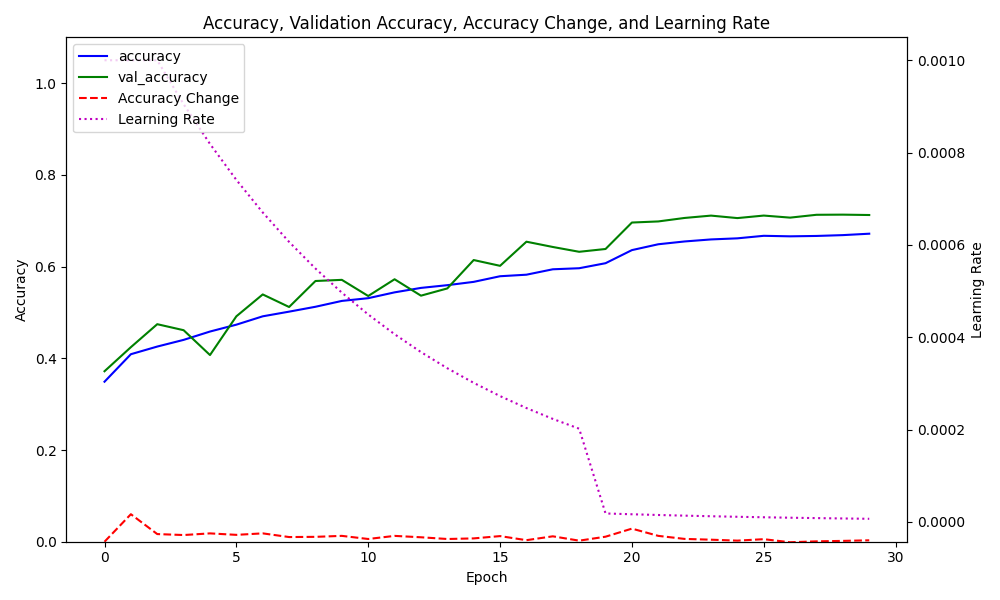 Accuracy, Validation Accuracy, Accuracy Change, and Learning Rate
accuracy
val_accuracy
Accuracy Change
Learning Rate
1.0
0.8
0.6
0.4
0.2
0.0
Accuracy
0
5
10
15
20
25
30
Epoch
0.0010
0.0008
0.0006
0.0004
0.0002
0.0000
Learning Rate